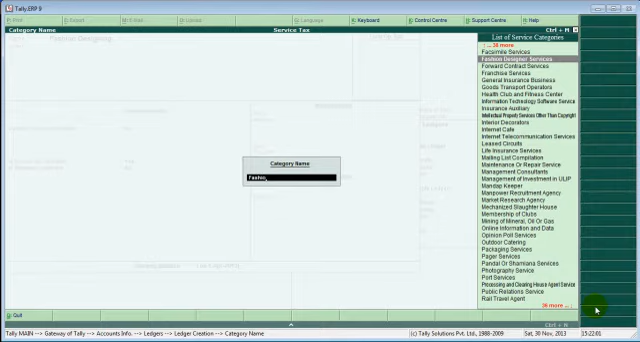 Tally.ERP 9
P: Print
E: Export
M: E-Mail
O: Upload
G: Language
K: Keyboard
K: Control Centre
H: Support Centre
H: Help
Category Name
Service Tax
Ctrl + M
List of Service Categories
↑ ... 36 more
Facsimile Services
Fashion Designer Services
Forward Contract Services
Franchise Services
General Insurance Business
Goods Transport Operators
Health Club and Fitness Center
Information Technology Software Service
Insurance Auxiliary
Intellectual Property Services Other Than Copyright
Interior Decorators
Internet Cafe
Internet Telecommunication Services
Leased Circuits
Life Insurance Services
Mailing List Compilation
Maintenance Or Repair Service
Management Consultants
Management of Investment in ULIP
Mandap Keeper
Manpower Recruitment Agency
Market Research Agency
Mechanized Slaughter House
Membership of Clubs
Mining of Mineral, Oil Or Gas
Online Information and Data
Opinion Poll Services
Outdoor Catering
Packaging Services
Pager Services
Pandal Or Shamiana Services
Photography Service
Port Services
Processing and Clearing House Agent Service
Public Relations Service
Rail Travel Agent
36 more ... ↓
Category Name
Fashio
Q: Quit
Ctrl + N
Tally MAIN --> Gateway of Tally --> Accounts Info. --> Ledgers --> Ledger Creation --> Category Name
(c) Tally Solutions Pvt. Ltd., 1988-2009
Sat, 30 Nov, 2013
15:22:01